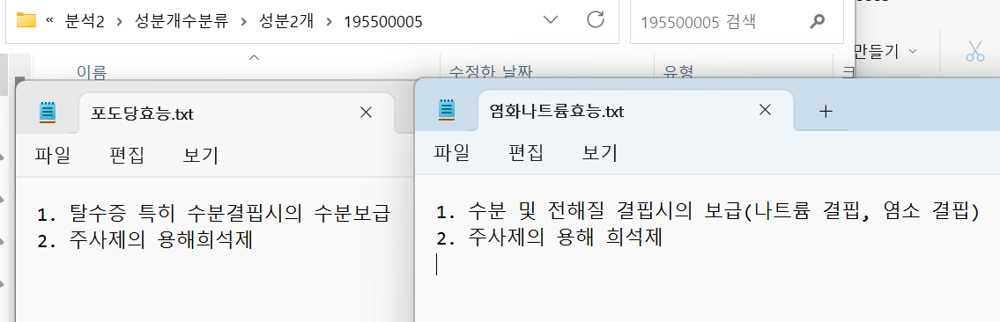 « 분석2 > 성분개수분류 > 성분2개 > 195500005
195500005 검색
만들기
이름 수정한 날짜 유형 크
포도당효능.txt
파일 편집 보기
1. 탈수증 특히 수분결핍시의 수분보급
2. 주사제의 용해희석제
염화나트륨효능.txt
파일 편집 보기
1. 수분 및 전해질 결핍시의 보급(나트륨 결핍, 염소 결핍)
2. 주사제의 용해 희석제